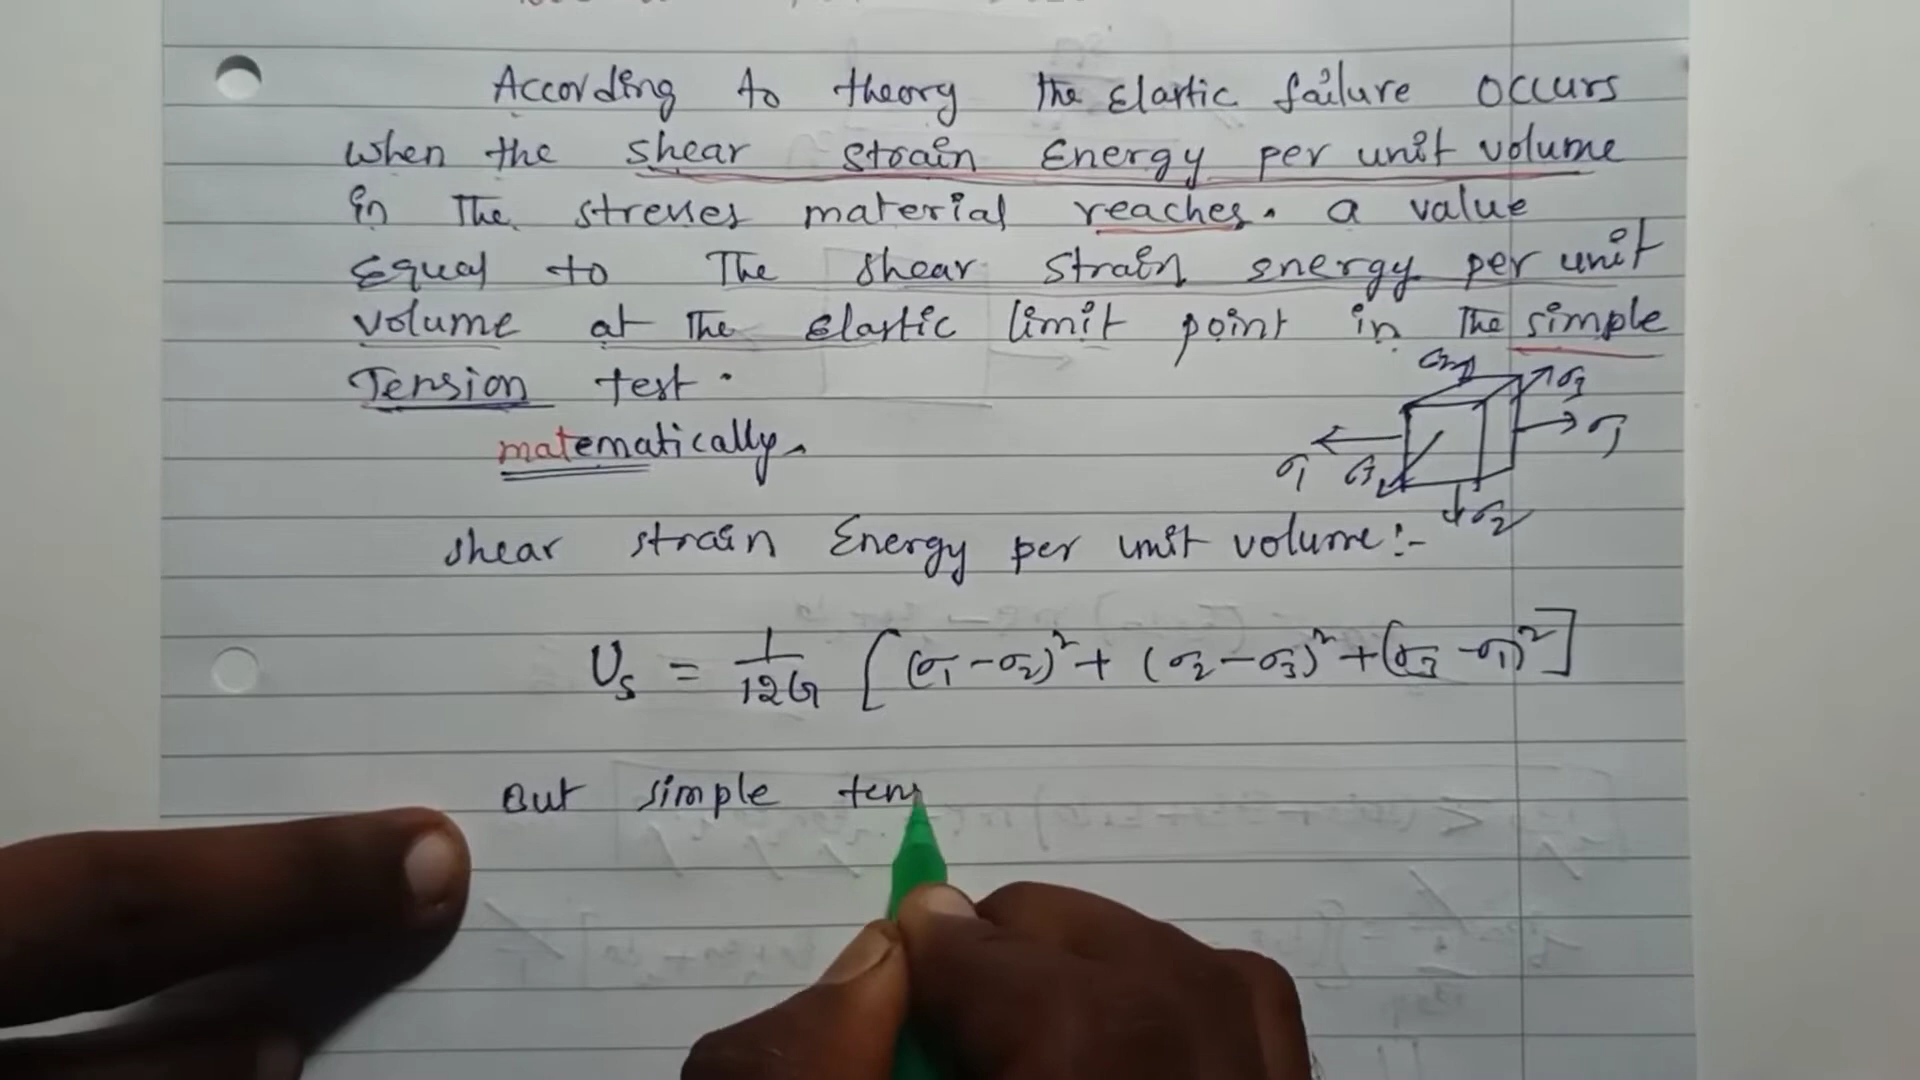 According to theory the Elastic failure occurs
when the shear strain Energy per unit volume
in The stresses material reaches. a value
Equal to The shear strain energy per unit
volume at The Elastic limit point in The simple
Tension test.
σ3
σ1
matematically.
σ1 σ3
σ2
shear strain Energy per unit volume:-
Us = 1/12G [(σ1-σ2)² + (σ2-σ3)² + (σ3-σ1)²]
But simple tens